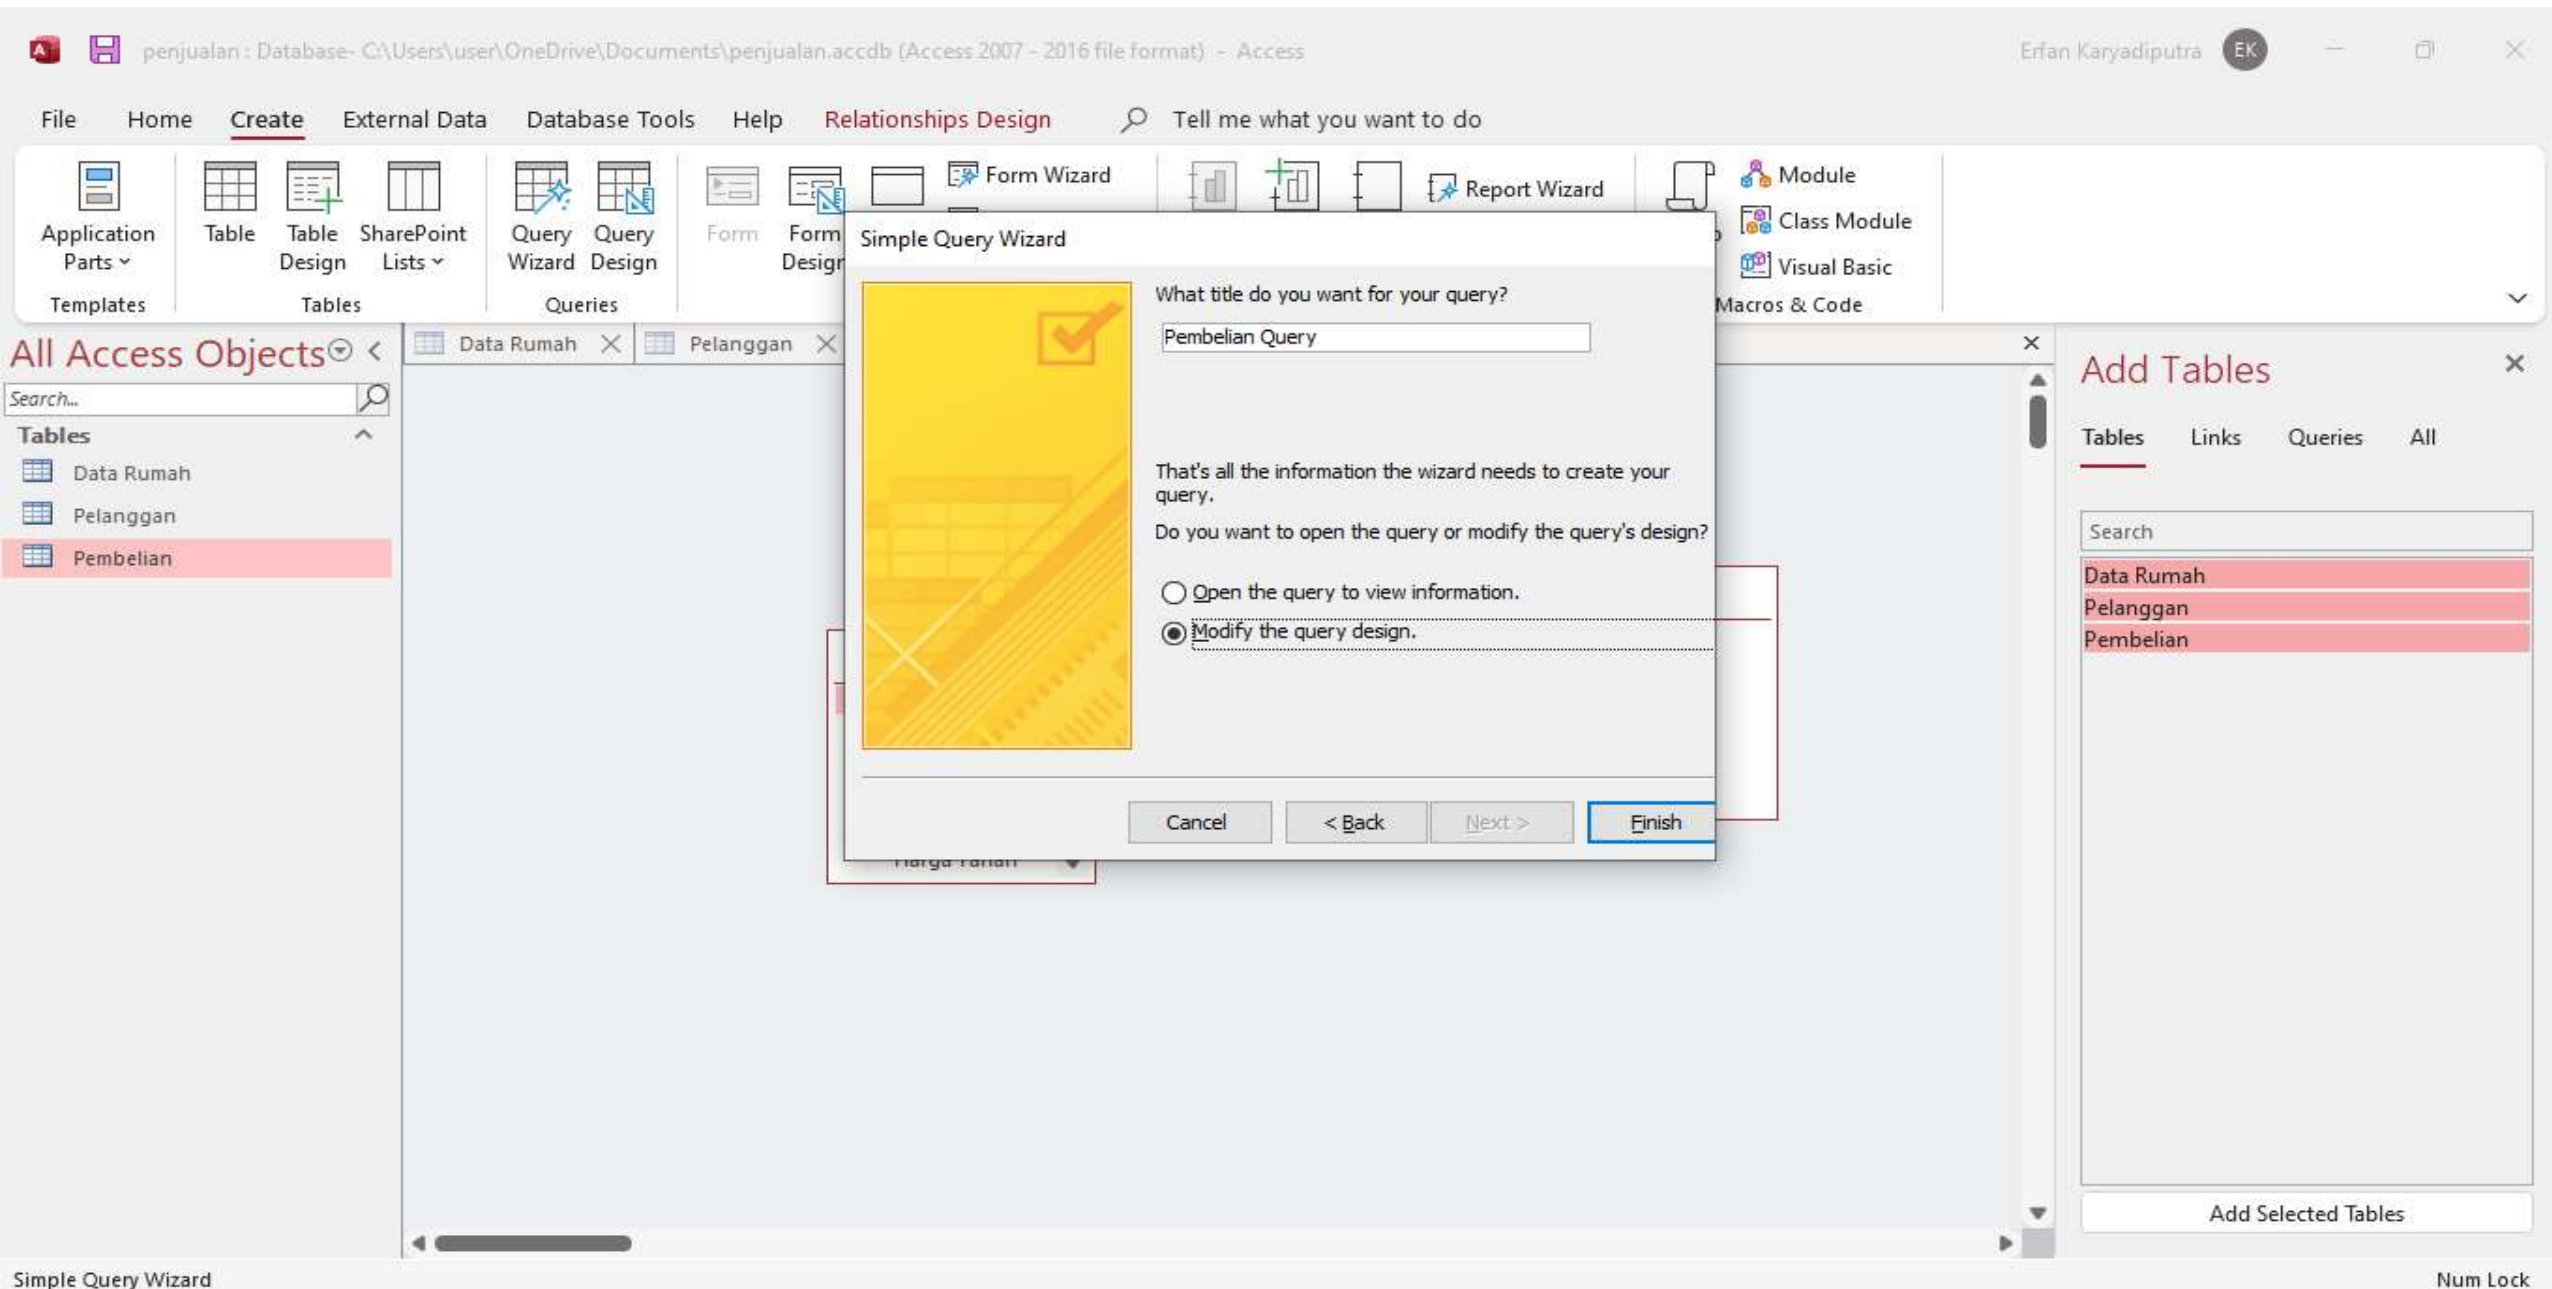 penjualan : Database- C:\Users\user\OneDrive\Documents\penjualan.accdb (Access 2007 - 2016 file format) - Access
Erfan Karyadiputra EK
File Home Create External Data Database Tools Help Relationships Design Tell me what you want to do
Application Parts
Table
Table Design
SharePoint Lists
Query Wizard
Query Design
Form
Form Design
Form Wizard
Report Wizard
Module
Class Module
Visual Basic
Templates
Tables
Queries
Macros & Code
All Access Objects
Search...
Tables
Data Rumah
Pelanggan
Pembelian
Data Rumah
Pelanggan
Simple Query Wizard
What title do you want for your query?
Pembelian Query
That's all the information the wizard needs to create your
query.
Do you want to open the query or modify the query's design?
Open the query to view information.
Modify the query design.
Cancel
< Back
Next >
Finish
Add Tables
Tables Links Queries All
Search
Data Rumah
Pelanggan
Pembelian
Add Selected Tables
Simple Query Wizard
Num Lock